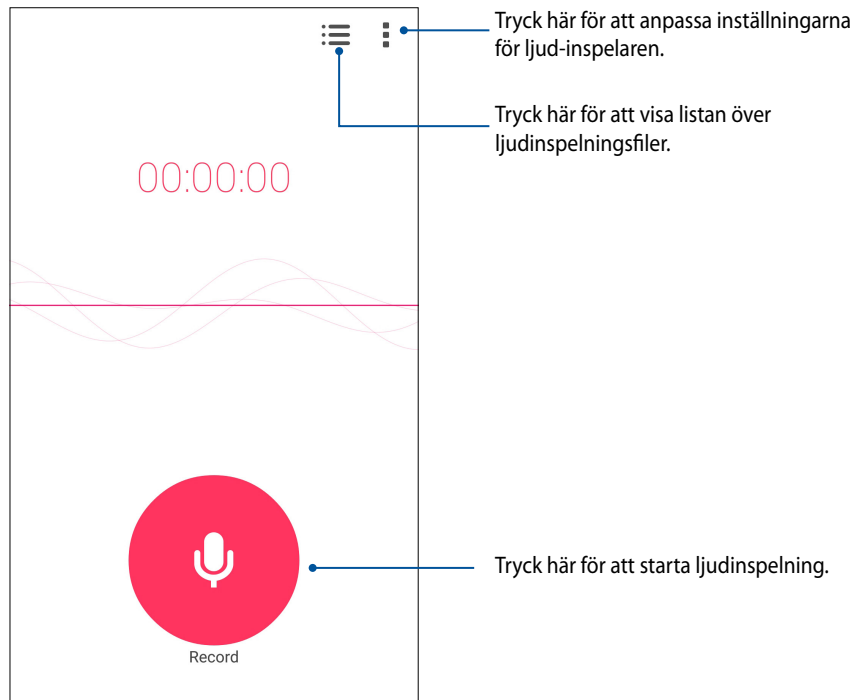 Tryck här för att anpassa inställningarna
för ljud-inspelaren.
Tryck här för att visa listan över
ljudinspelningsfiler.
00:00:00
Tryck här för att starta ljudinspelning.
Record